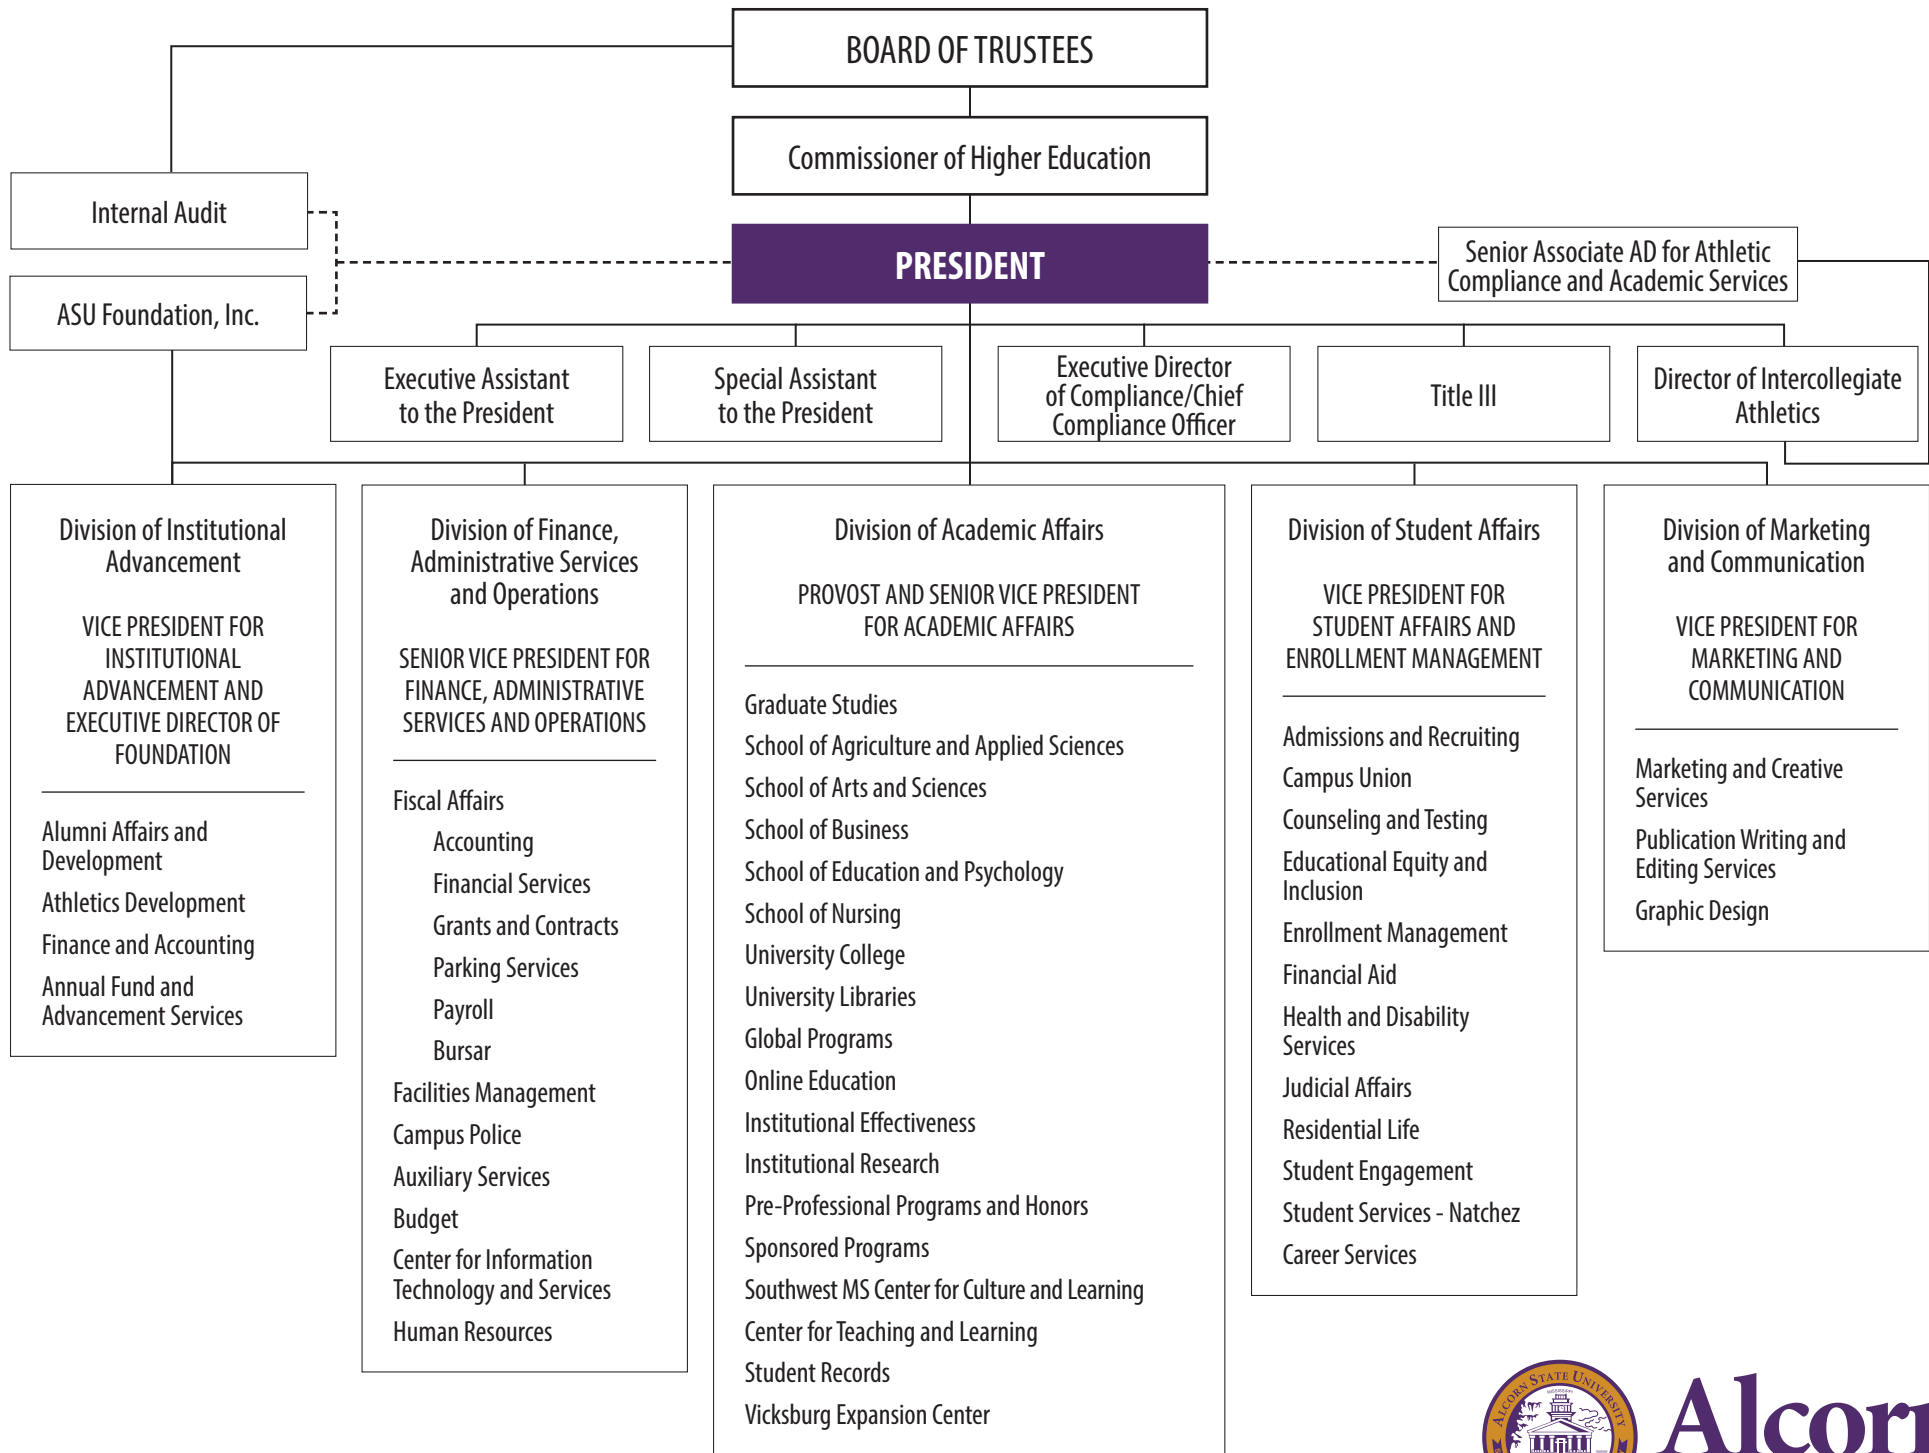 BOARD OF TRUSTEES
Commissioner of Higher Education
Internal Audit
PRESIDENT
Senior Associate AD for Athletic
Compliance and Academic Services
ASU Foundation, Inc.
Executive Assistant
to the President
Special Assistant
to the President
Executive Director
of Compliance/Chief
Compliance Officer
Title III
Director of Intercollegiate
Athletics
Division of Institutional
Advancement
VICE PRESIDENT FOR
INSTITUTIONAL
ADVANCEMENT AND
EXECUTIVE DIRECTOR OF
FOUNDATION
Alumni Affairs and
Development
Athletics Development
Finance and Accounting
Annual Fund and
Advancement Services
Division of Finance,
Administrative Services
and Operations
SENIOR VICE PRESIDENT FOR
FINANCE, ADMINISTRATIVE
SERVICES AND OPERATIONS
Fiscal Affairs
Accounting
Financial Services
Grants and Contracts
Parking Services
Payroll
Bursar
Facilities Management
Campus Police
Auxiliary Services
Budget
Center for Information
Technology and Services
Human Resources
Division of Academic Affairs
PROVOST AND SENIOR VICE PRESIDENT
FOR ACADEMIC AFFAIRS
Graduate Studies
School of Agriculture and Applied Sciences
School of Arts and Sciences
School of Business
School of Education and Psychology
School of Nursing
University College
University Libraries
Global Programs
Online Education
Institutional Effectiveness
Institutional Research
Pre-Professional Programs and Honors
Sponsored Programs
Southwest MS Center for Culture and Learning
Center for Teaching and Learning
Student Records
Vicksburg Expansion Center
Division of Student Affairs
VICE PRESIDENT FOR
STUDENT AFFAIRS AND
ENROLLMENT MANAGEMENT
Admissions and Recruiting
Campus Union
Counseling and Testing
Educational Equity and
Inclusion
Enrollment Management
Financial Aid
Health and Disability
Services
Judicial Affairs
Residential Life
Student Engagement
Student Services - Natchez
Career Services
Division of Marketing
and Communication
VICE PRESIDENT FOR
MARKETING AND
COMMUNICATION
Marketing and Creative
Services
Publication Writing and
Editing Services
Graphic Design
ALCORN STATE UNIVERSITY
MISSISSIPPI
Alcorn